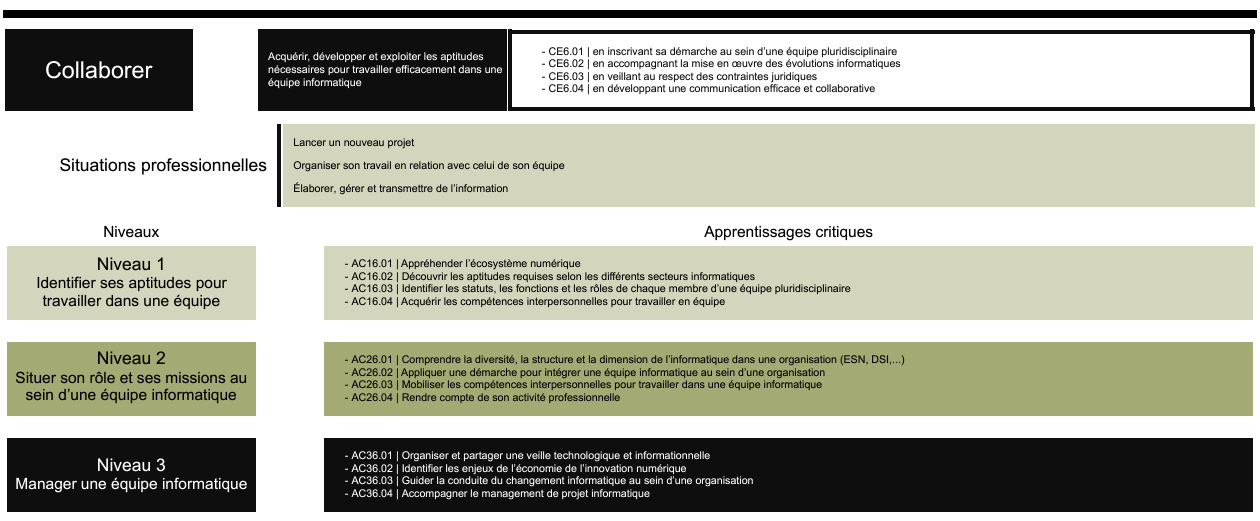 Collaborer
Acquérir, développer et exploiter les aptitudes
nécessaires pour travailler efficacement dans une
équipe informatique
- CE6.01 | en inscrivant sa démarche au sein d’une équipe pluridisciplinaire
- CE6.02 | en accompagnant la mise en œuvre des évolutions informatiques
- CE6.03 | en veillant au respect des contraintes juridiques
- CE6.04 | en développant une communication efficace et collaborative
Situations professionnelles
Lancer un nouveau projet
Organiser son travail en relation avec celui de son équipe
Élaborer, gérer et transmettre de l’information
Niveaux
Apprentissages critiques
Niveau 1
Identifier ses aptitudes pour
travailler dans une équipe
- AC16.01 | Appréhender l’écosystème numérique
- AC16.02 | Découvrir les aptitudes requises selon les différents secteurs informatiques
- AC16.03 | Identifier les statuts, les fonctions et les rôles de chaque membre d’une équipe pluridisciplinaire
- AC16.04 | Acquérir les compétences interpersonnelles pour travailler en équipe
Niveau 2
Situer son rôle et ses missions au
sein d’une équipe informatique
- AC26.01 | Comprendre la diversité, la structure et la dimension de l’informatique dans une organisation (ESN, DSI,...)
- AC26.02 | Appliquer une démarche pour intégrer une équipe informatique au sein d’une organisation
- AC26.03 | Mobiliser les compétences interpersonnelles pour travailler dans une équipe informatique
- AC26.04 | Rendre compte de son activité professionnelle
Niveau 3
Manager une équipe informatique
- AC36.01 | Organiser et partager une veille technologique et informationnelle
- AC36.02 | Identifier les enjeux de l’économie de l’innovation numérique
- AC36.03 | Guider la conduite du changement informatique au sein d’une organisation
- AC36.04 | Accompagner le management de projet informatique